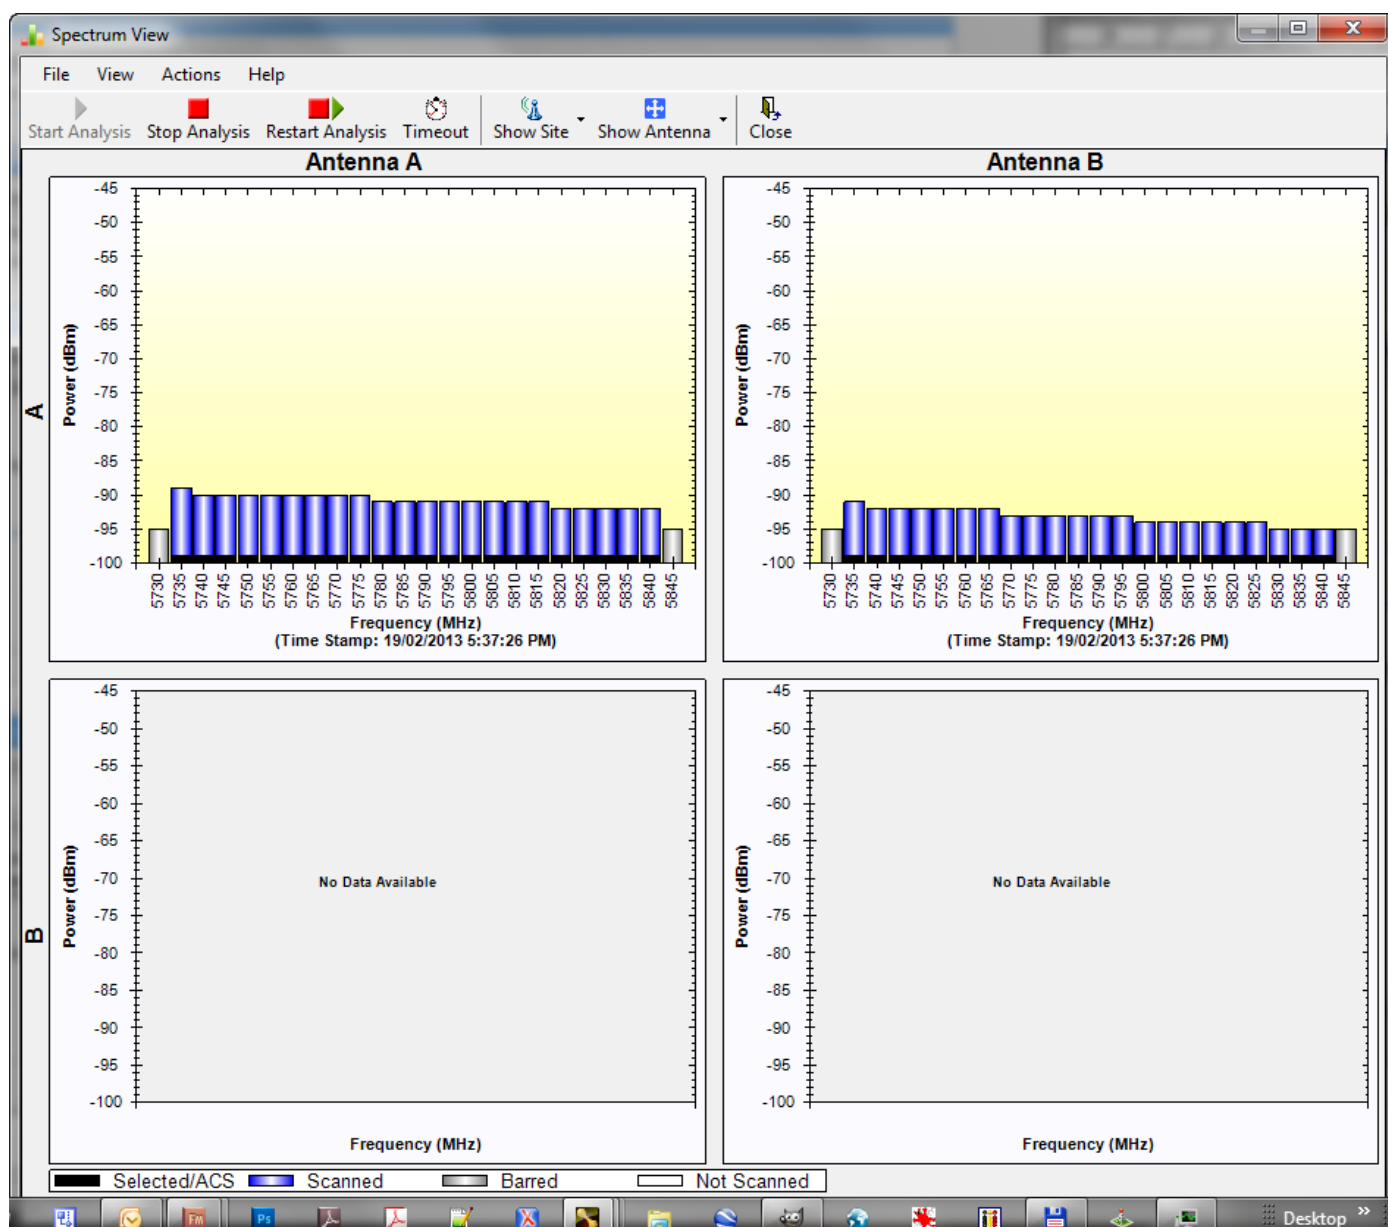 Spectrum View
File View Actions Help
Start Analysis Stop Analysis Restart Analysis Timeout Show Site Show Antenna Close
Antenna A Antenna B
A
Power (dBm)
-45
-50
-55
-60
-65
-70
-75
-80
-85
-90
-95
-100
5730 5735 5740 5745 5750 5755 5760 5765 5770 5775 5780 5785 5790 5795 5800 5805 5810 5815 5820 5825 5830 5835 5840 5845
Frequency (MHz)
(Time Stamp: 19/02/2013 5:37:26 PM)
Power (dBm)
-45
-50
-55
-60
-65
-70
-75
-80
-85
-90
-95
-100
5730 5735 5740 5745 5750 5755 5760 5765 5770 5775 5780 5785 5790 5795 5800 5805 5810 5815 5820 5825 5830 5835 5840 5845
Frequency (MHz)
(Time Stamp: 19/02/2013 5:37:26 PM)
B
Power (dBm)
-45
-50
-55
-60
-65
-70
-75
-80
-85
-90
-95
-100
No Data Available
Frequency (MHz)
Power (dBm)
-45
-50
-55
-60
-65
-70
-75
-80
-85
-90
-95
-100
No Data Available
Frequency (MHz)
Selected/ACS Scanned Barred Not Scanned
Fm Ps Desktop »